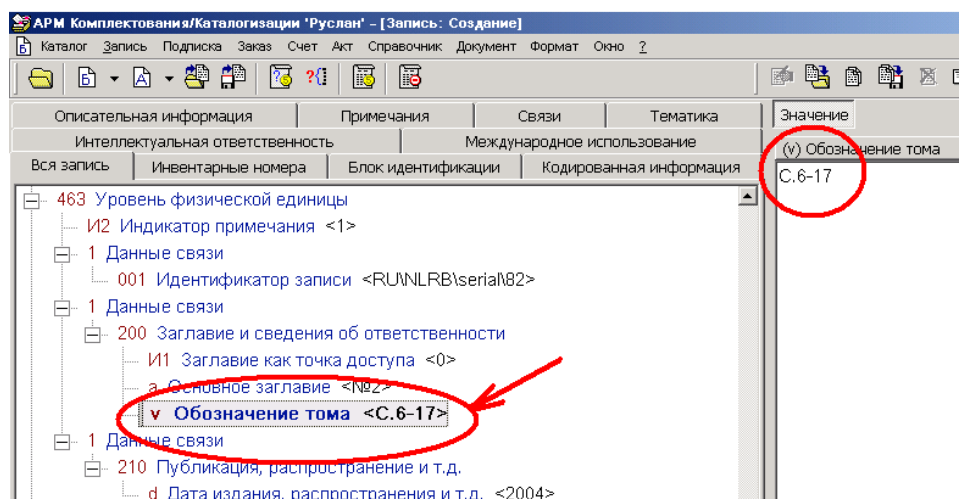 АРМ Комплектования/Каталогизации 'Руслан' - [Запись: Создание]
Каталог Запись Подписка Заказ Счет Акт Справочник Документ Формат Окно ?
Описательная информация Примечания Связи Тематика
Интеллектуальная ответственность Международное использование
Вся запись Инвентарные номера Блок идентификации Кодированная информация
463 Уровень физической единицы
И2 Индикатор примечания <1>
1 Данные связи
001 Идентификатор записи <RU\NLRB\serial\82>
1 Данные связи
200 Заглавие и сведения об ответственности
И1 Заглавие как точка доступа <0>
a Основное заглавие <№2>
v Обозначение тома <С.6-17>
1 Данные связи
210 Публикация, распространение и т.д.
d Дата издания, распространения и т.д. <2004>
Значение
(v) Обозначение тома
С.6-17